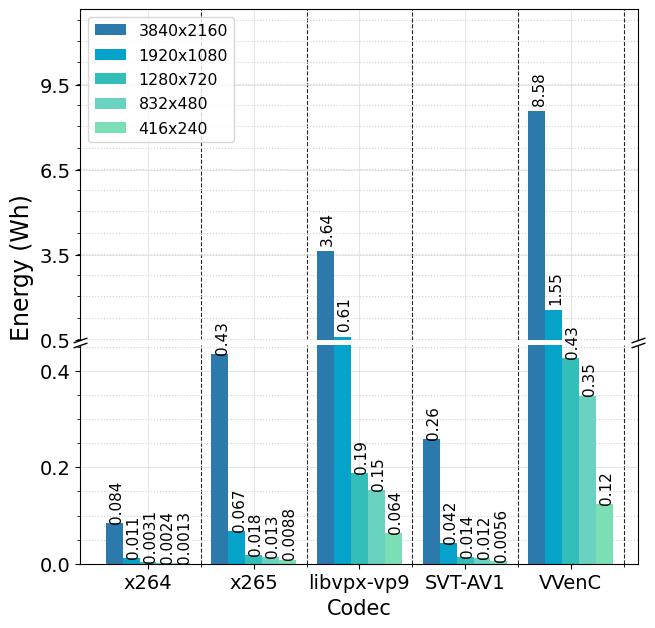 3840x2160
1920x1080
1280x720
832x480
416x240
Energy (Wh)
9.5
6.5
3.5
0.5
0.4
0.2
0.0
0.084
0.011
0.0031
0.0024
0.0013
0.43
0.067
0.018
0.013
0.0088
3.64
0.61
0.19
0.15
0.064
0.26
0.042
0.014
0.012
0.0056
8.58
1.55
0.43
0.35
0.12
x264
x265
libvpx-vp9
SVT-AV1
VVenC
Codec